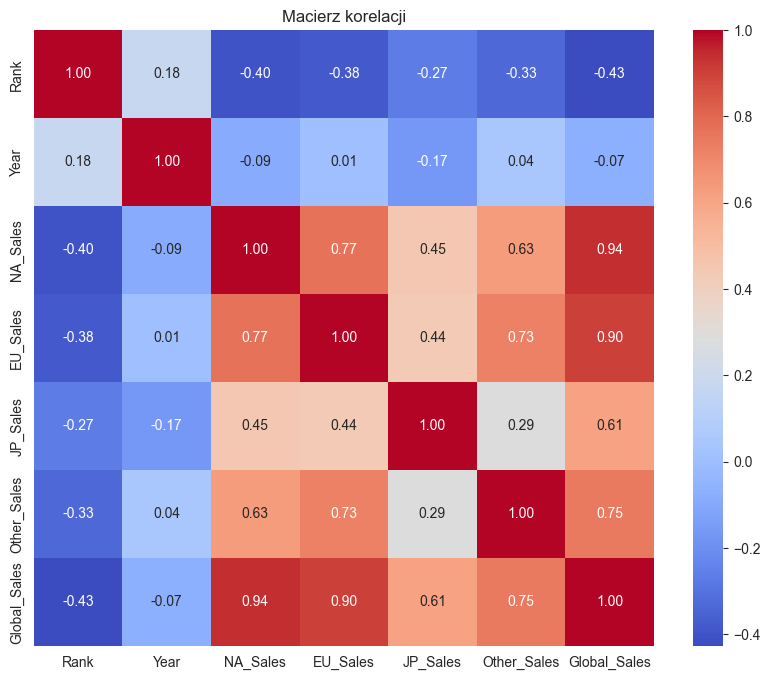 Macierz korelacji
Rank 1.00 0.18 -0.40 -0.38 -0.27 -0.33 -0.43
Year 0.18 1.00 -0.09 0.01 -0.17 0.04 -0.07
NA_Sales -0.40 -0.09 1.00 0.77 0.45 0.63 0.94
EU_Sales -0.38 0.01 0.77 1.00 0.44 0.73 0.90
JP_Sales -0.27 -0.17 0.45 0.44 1.00 0.29 0.61
Other_Sales -0.33 0.04 0.63 0.73 0.29 1.00 0.75
Global_Sales -0.43 -0.07 0.94 0.90 0.61 0.75 1.00
Rank Year NA_Sales EU_Sales JP_Sales Other_Sales Global_Sales
1.0
0.8
0.6
0.4
0.2
0.0
-0.2
-0.4